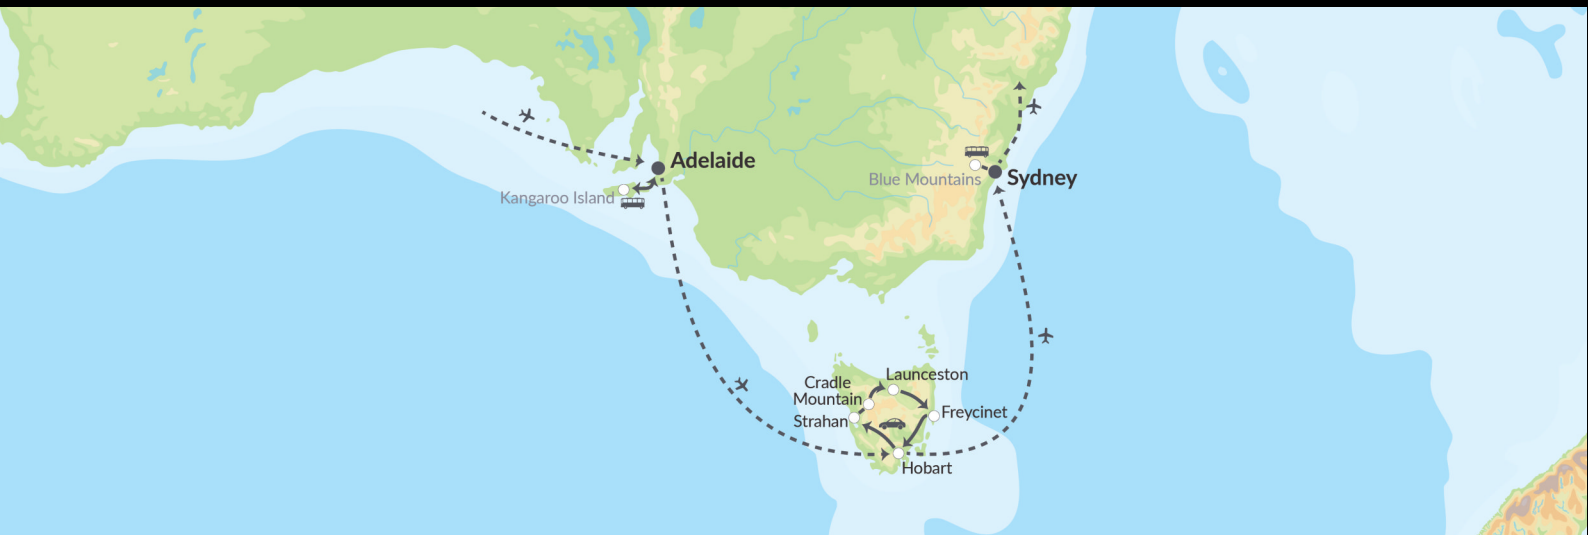 Adelaide
Kangaroo Island
Blue Mountains
Sydney
Launceston
Cradle
Mountain
Strahan
Freycinet
Hobart